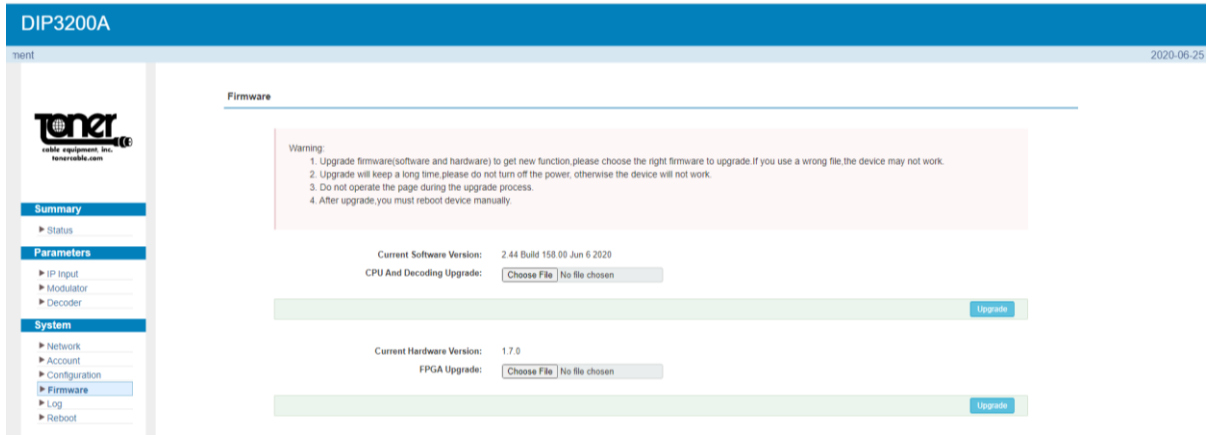 DIP3200A
ment
2020-06-25
toner
cable equipment, inc.
tonercable.com
Summary
Status
Parameters
IP Input
Modulator
Decoder
System
Network
Account
Configuration
Firmware
Log
Reboot
Firmware
Warning:
1. Upgrade firmware(software and hardware) to get new function,please choose the right firmware to upgrade.If you use a wrong file,the device may not work.
2. Upgrade will keep a long time,please do not turn off the power, otherwise the device will not work.
3. Do not operate the page during the upgrade process.
4. After upgrade,you must reboot device manually.
Current Software Version: 2.44 Build 158.00 Jun 6 2020
CPU And Decoding Upgrade: Choose File No file chosen
Upgrade
Current Hardware Version: 1.7.0
FPGA Upgrade: Choose File No file chosen
Upgrade